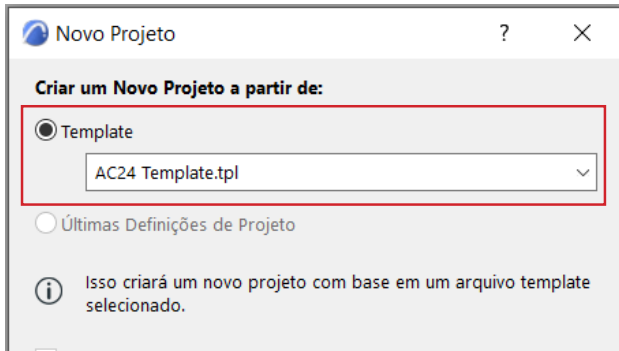 Novo Projeto
Criar um Novo Projeto a partir de:
Template
AC24 Template.tpl
Últimas Definições de Projeto
Isso criará um novo projeto com base em um arquivo template
selecionado.